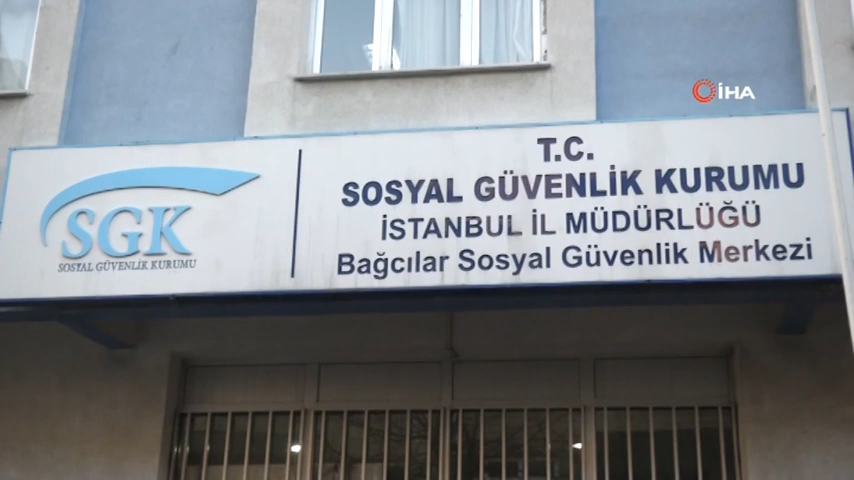 İHA
SGK
SOSYAL GÜVENLİK KURUMU
T.C.
SOSYAL GÜVENLİK KURUMU
İSTANBUL İL MÜDÜRLÜĞÜ
Bağcılar Sosyal Güvenlik Merkezi